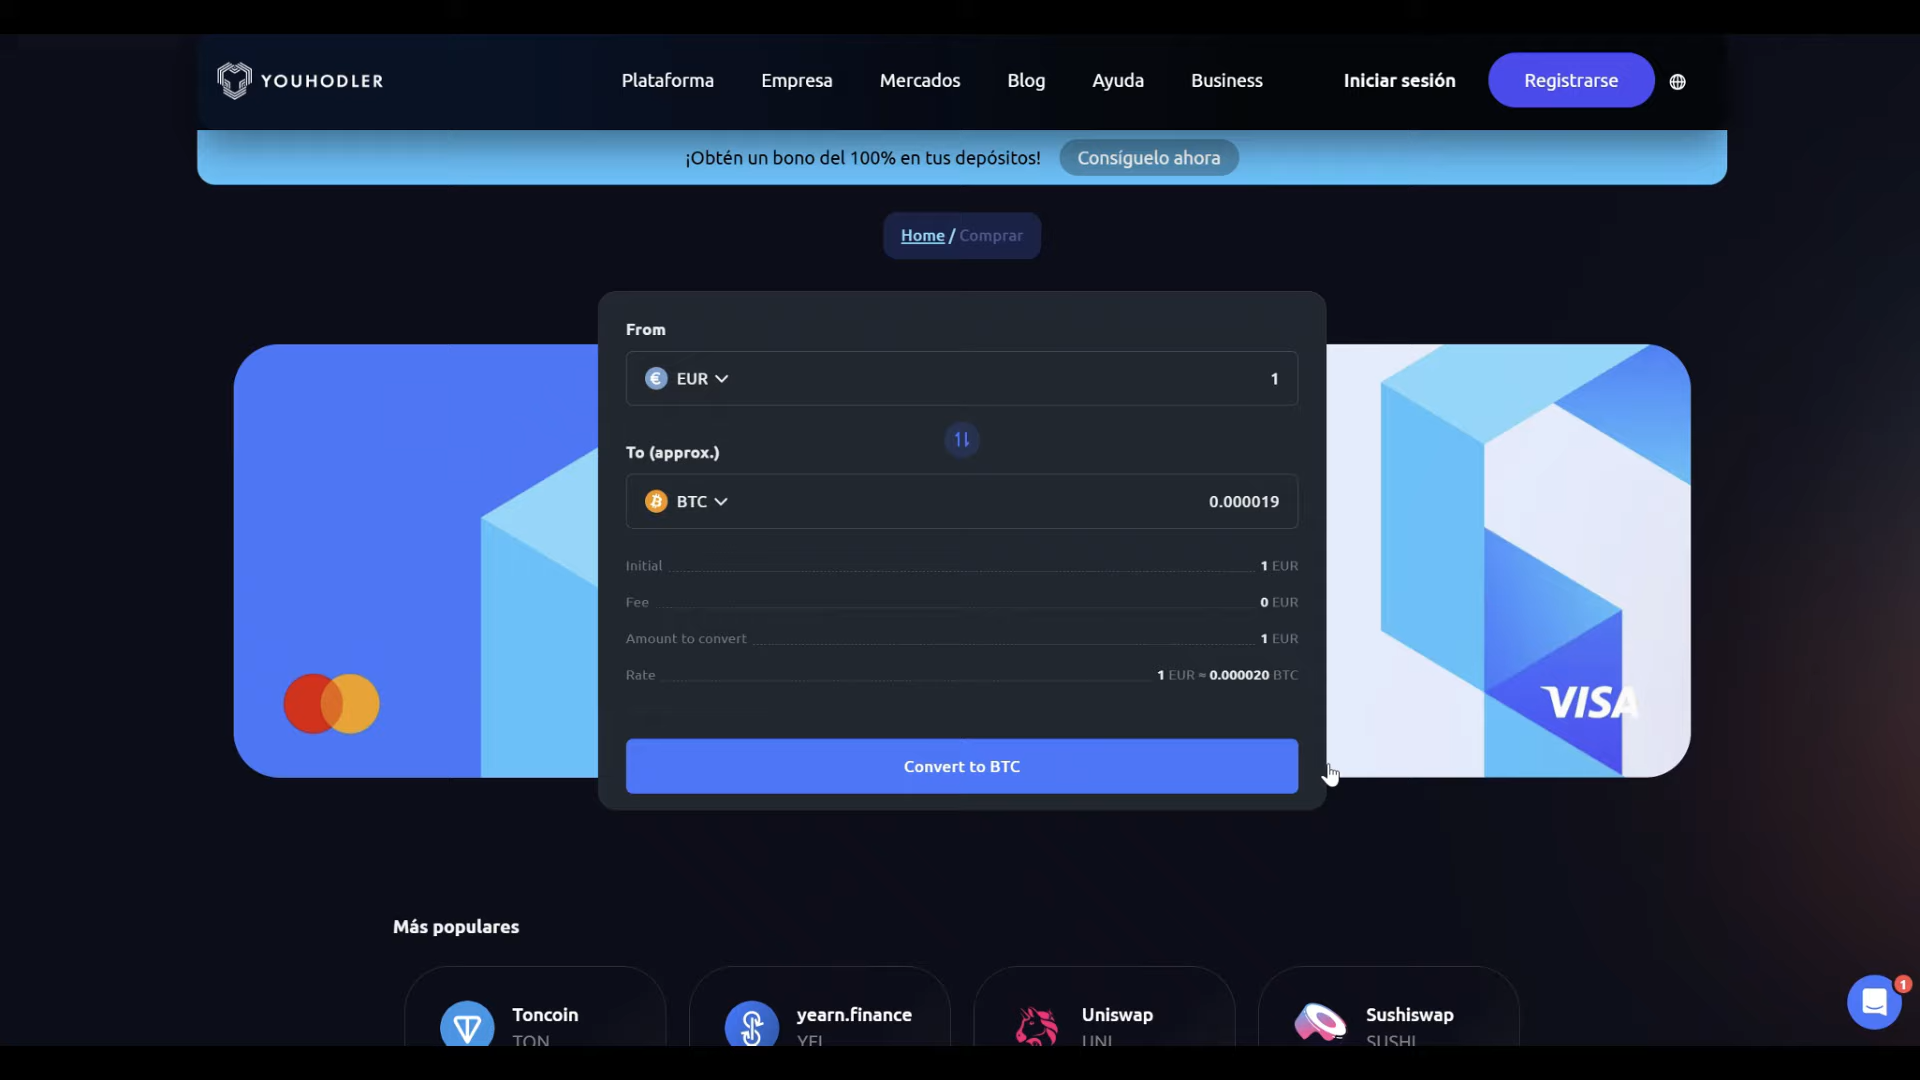 YOUHODLER
Plataforma Empresa Mercados Blog Ayuda Business Iniciar sesión Registrarse
¡Obtén un bono del 100% en tus depósitos! Consíguelo ahora
Home / Comprar
From
EUR 1
To (approx.)
BTC 0.000019
Initial 1 EUR
Fee 0 EUR
Amount to convert 1 EUR
Rate 1 EUR ≈ 0.000020 BTC
VISA
Convert to BTC
Más populares
Toncoin yearn.finance Uniswap Sushiswap
TON YFI UNI SUSHI
1